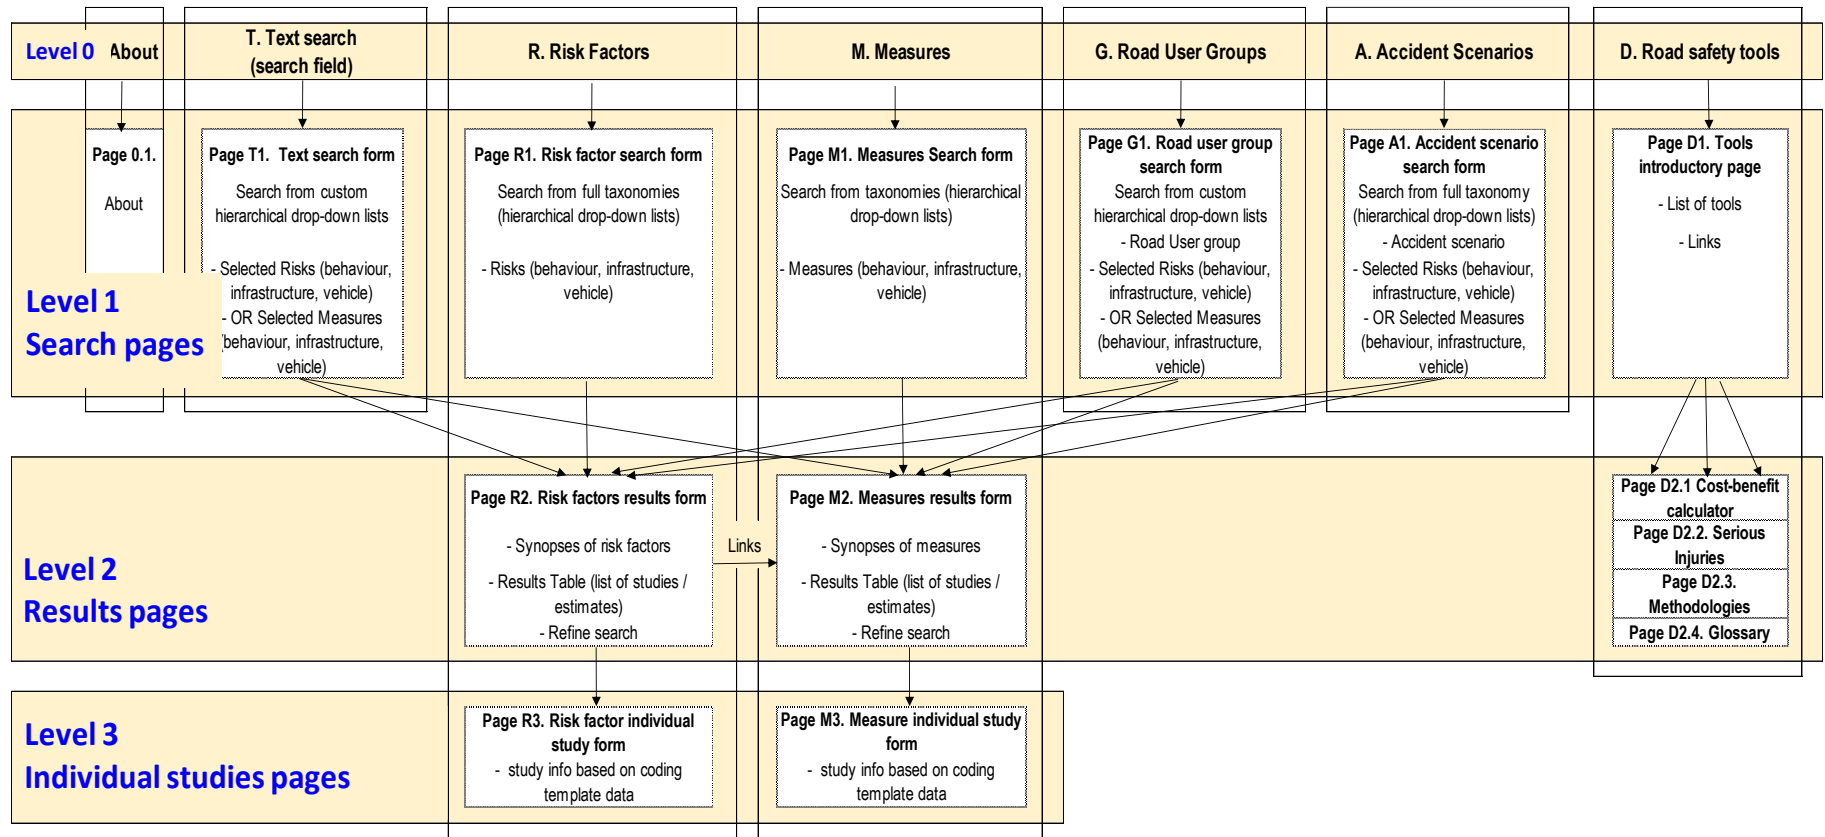 Level 0
About
T. Text search
(search field)
R. Risk Factors
M. Measures
G. Road User Groups
A. Accident Scenarios
D. Road safety tools
Level 1
Search pages
Page 0.1.
About
Page T1.  Text search form
Search from custom
hierarchical drop-down lists
- Selected Risks (behaviour,
infrastructure, vehicle)
- OR Selected Measures
(behaviour, infrastructure,
vehicle)
Page R1. Risk factor search form
Search from full taxonomies
(hierarchical drop-down lists)
- Risks (behaviour, infrastructure,
vehicle)
Page M1. Measures Search form
Search from taxonomies (hierarchical
drop-down lists)
- Measures (behaviour, infrastructure,
vehicle)
Page G1. Road user group
search form
Search from custom
hierarchical drop-down lists
- Road User group
- Selected Risks (behaviour,
infrastructure, vehicle)
- OR Selected Measures
(behaviour, infrastructure,
vehicle)
Page A1. Accident scenario
search form
Search from full taxonomy
(hierarchical drop-down lists)
- Accident scenario
- Selected Risks (behaviour,
infrastructure, vehicle)
- OR Selected Measures
(behaviour, infrastructure,
vehicle)
Page D1. Tools
introductory page
- List of tools
- Links
Level 2
Results pages
Page R2. Risk factors results form
- Synopses of risk factors
- Results Table (list of studies /
estimates)
- Refine search
Links
Page M2. Measures results form
- Synopses of measures
- Results Table (list of studies /
estimates)
- Refine search
Page D2.1 Cost-benefit
calculator
Page D2.2. Serious
Injuries
Page D2.3.
Methodologies
Page D2.4. Glossary
Level 3
Individual studies pages
Page R3. Risk factor individual
study form
-  study info based on coding
template data
Page M3. Measure individual study
form
-  study info based on coding
template data